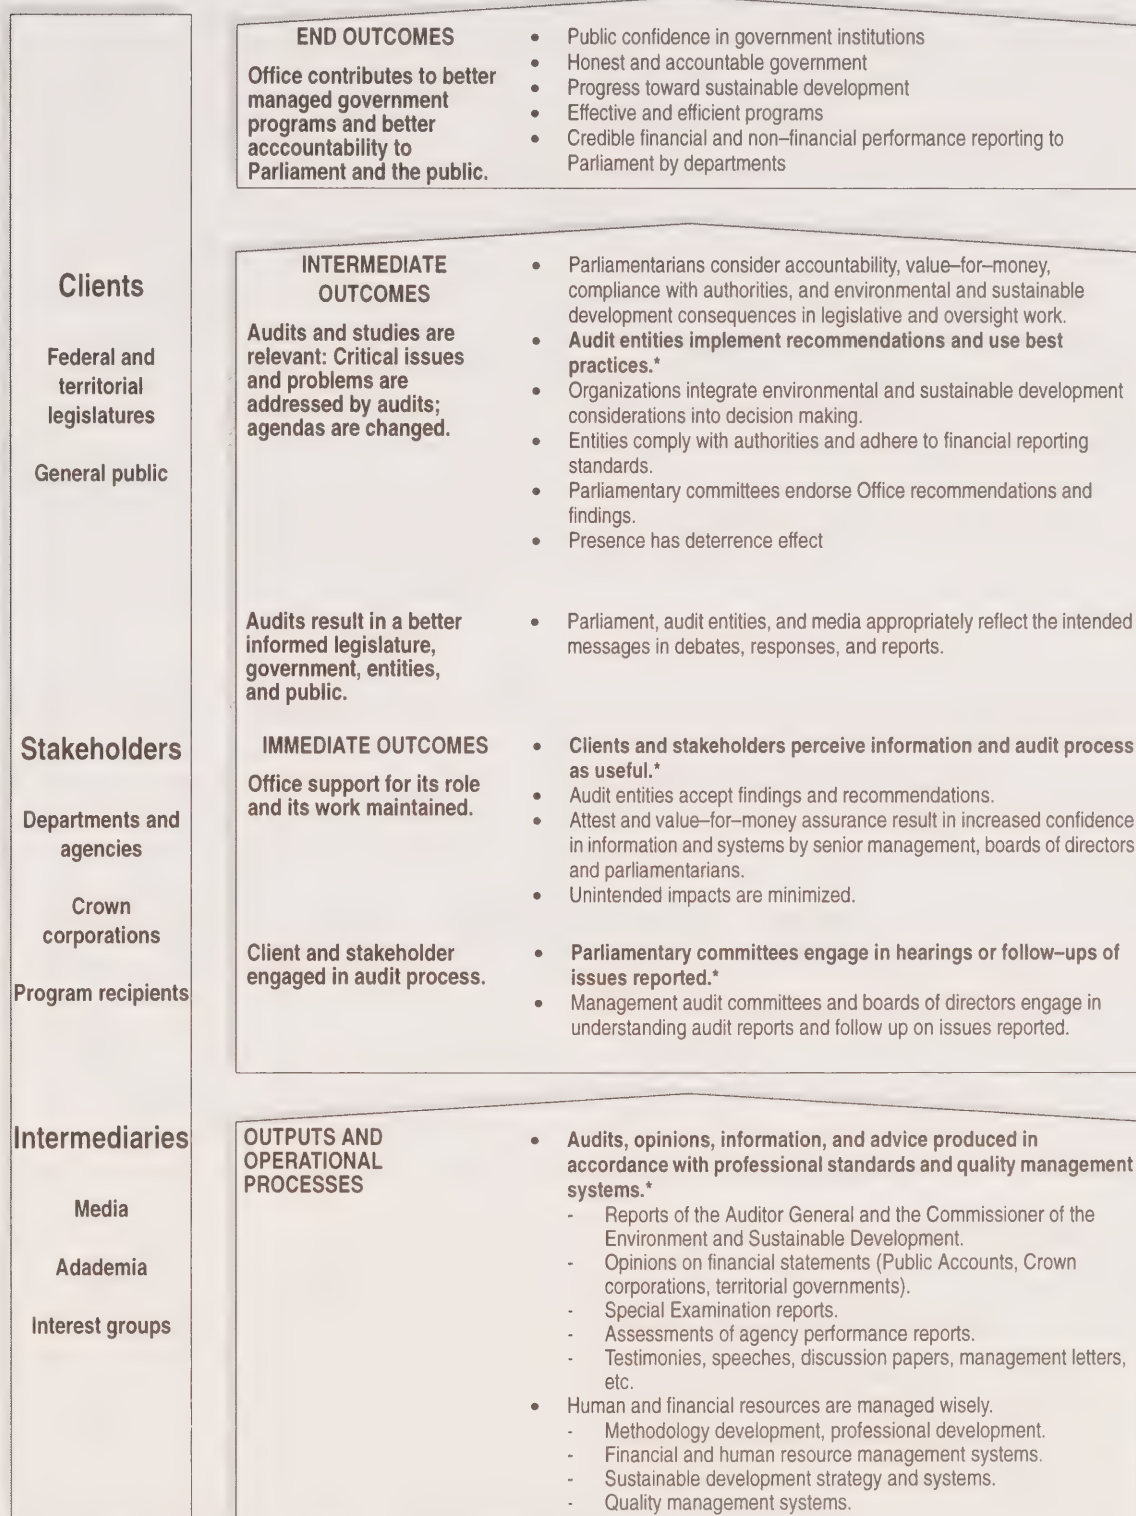 Clients
Federal and
territorial
legislatures
General public
Stakeholders
Departments and
agencies
Crown
corporations
Program recipients
Intermediaries
Media
Adademia
Interest groups
END OUTCOMES
Office contributes to better
managed government
programs and better
acccountability to
Parliament and the public.
• Public confidence in government institutions
• Honest and accountable government
• Progress toward sustainable development
• Effective and efficient programs
• Credible financial and non–financial performance reporting to
Parliament by departments
INTERMEDIATE
OUTCOMES
Audits and studies are
relevant: Critical issues
and problems are
addressed by audits;
agendas are changed.
• Parliamentarians consider accountability, value–for–money,
compliance with authorities, and environmental and sustainable
development consequences in legislative and oversight work.
• Audit entities implement recommendations and use best
practices.*
• Organizations integrate environmental and sustainable development
considerations into decision making.
• Entities comply with authorities and adhere to financial reporting
standards.
• Parliamentary committees endorse Office recommendations and
findings.
• Presence has deterrence effect
Audits result in a better
informed legislature,
government, entities,
and public.
• Parliament, audit entities, and media appropriately reflect the intended
messages in debates, responses, and reports.
IMMEDIATE OUTCOMES
Office support for its role
and its work maintained.
• Clients and stakeholders perceive information and audit process
as useful.*
• Audit entities accept findings and recommendations.
• Attest and value–for–money assurance result in increased confidence
in information and systems by senior management, boards of directors
and parliamentarians.
• Unintended impacts are minimized.
Client and stakeholder
engaged in audit process.
• Parliamentary committees engage in hearings or follow–ups of
issues reported.*
• Management audit committees and boards of directors engage in
understanding audit reports and follow up on issues reported.
OUTPUTS AND
OPERATIONAL
PROCESSES
• Audits, opinions, information, and advice produced in
accordance with professional standards and quality management
systems.*
- Reports of the Auditor General and the Commissioner of the
Environment and Sustainable Development.
- Opinions on financial statements (Public Accounts, Crown
corporations, territorial governments).
- Special Examination reports.
- Assessments of agency performance reports.
- Testimonies, speeches, discussion papers, management letters,
etc.
• Human and financial resources are managed wisely.
- Methodology development, professional development.
- Financial and human resource management systems.
- Sustainable development strategy and systems.
- Quality management systems.